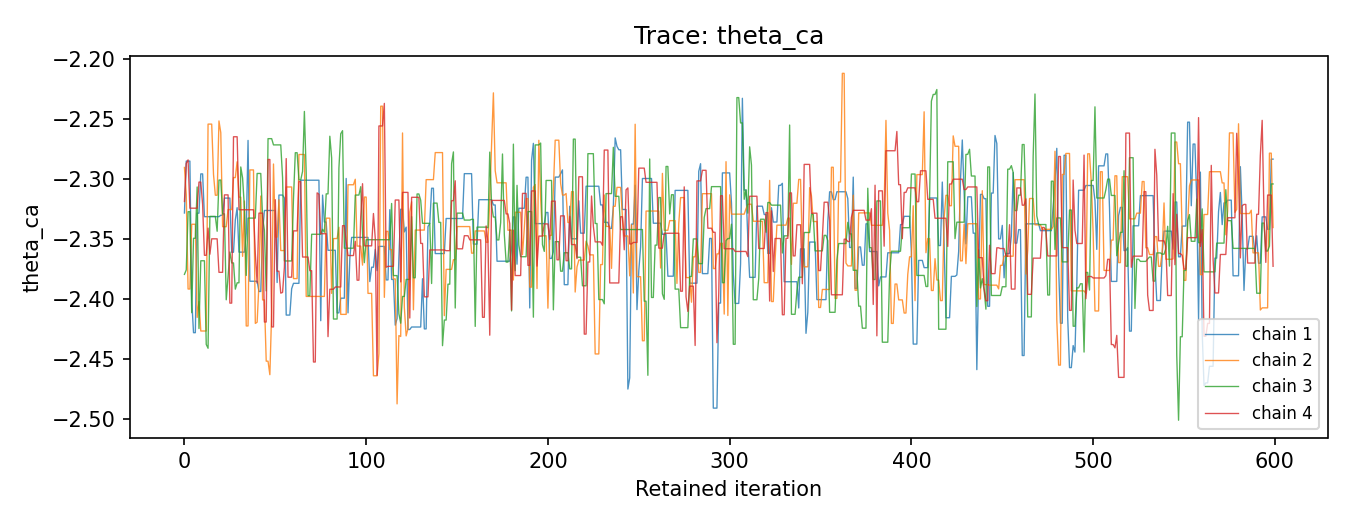 Trace: theta_ca
theta_ca
−2.20
−2.25
−2.30
−2.35
−2.40
−2.45
−2.50
0
100
200
300
400
500
600
Retained iteration
chain 1
chain 2
chain 3
chain 4